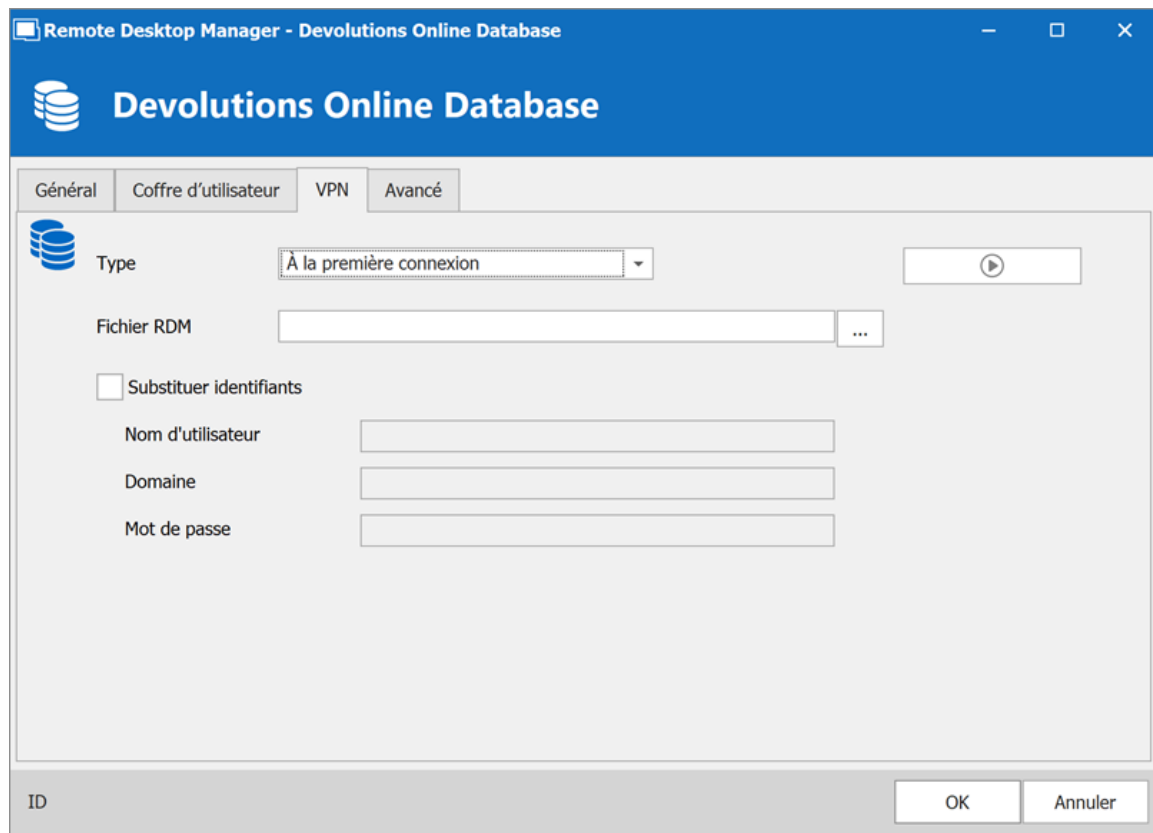 Remote Desktop Manager - Devolutions Online Database
Devolutions Online Database
Général Coffre d’utilisateur VPN Avancé
Type À la première connexion
Fichier RDM ...
Substituer identifiants
Nom d'utilisateur
Domaine
Mot de passe
ID OK Annuler